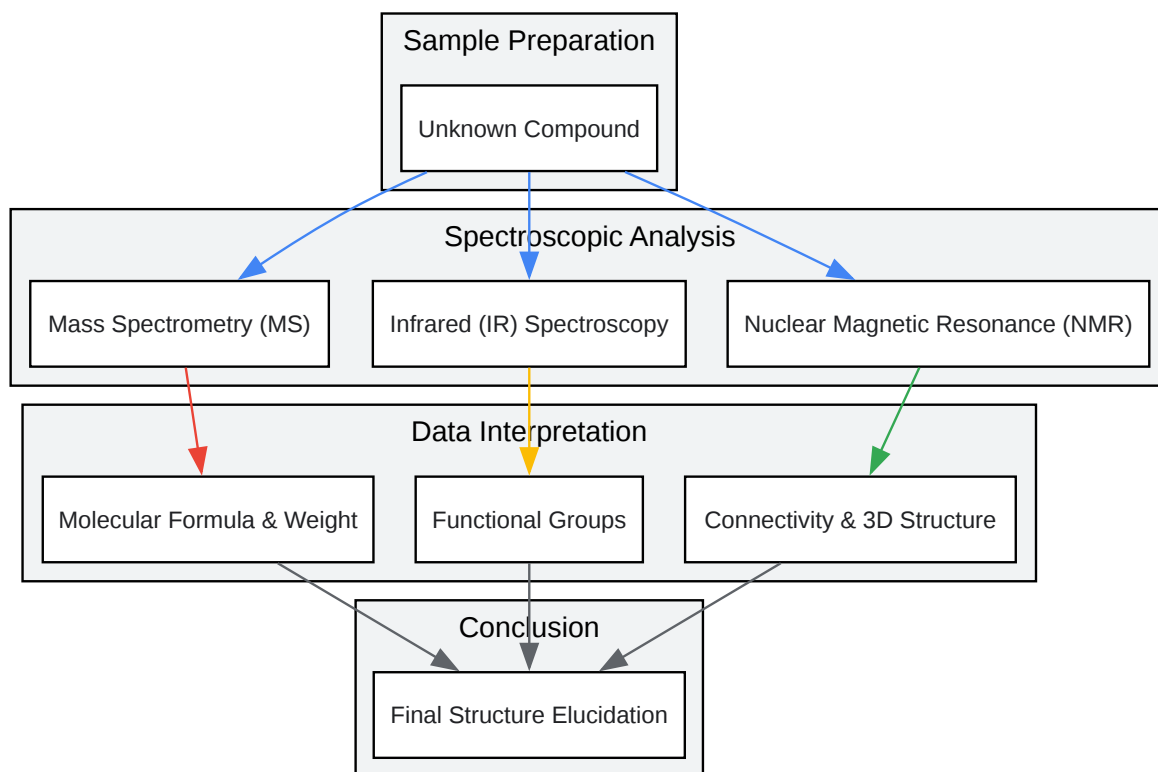 Sample Preparation
Unknown Compound
Spectroscopic Analysis
Mass Spectrometry (MS)
Infrared (IR) Spectroscopy
Nuclear Magnetic Resonance (NMR)
Data Interpretation
Molecular Formula & Weight
Functional Groups
Connectivity & 3D Structure
Conclusion
Final Structure Elucidation